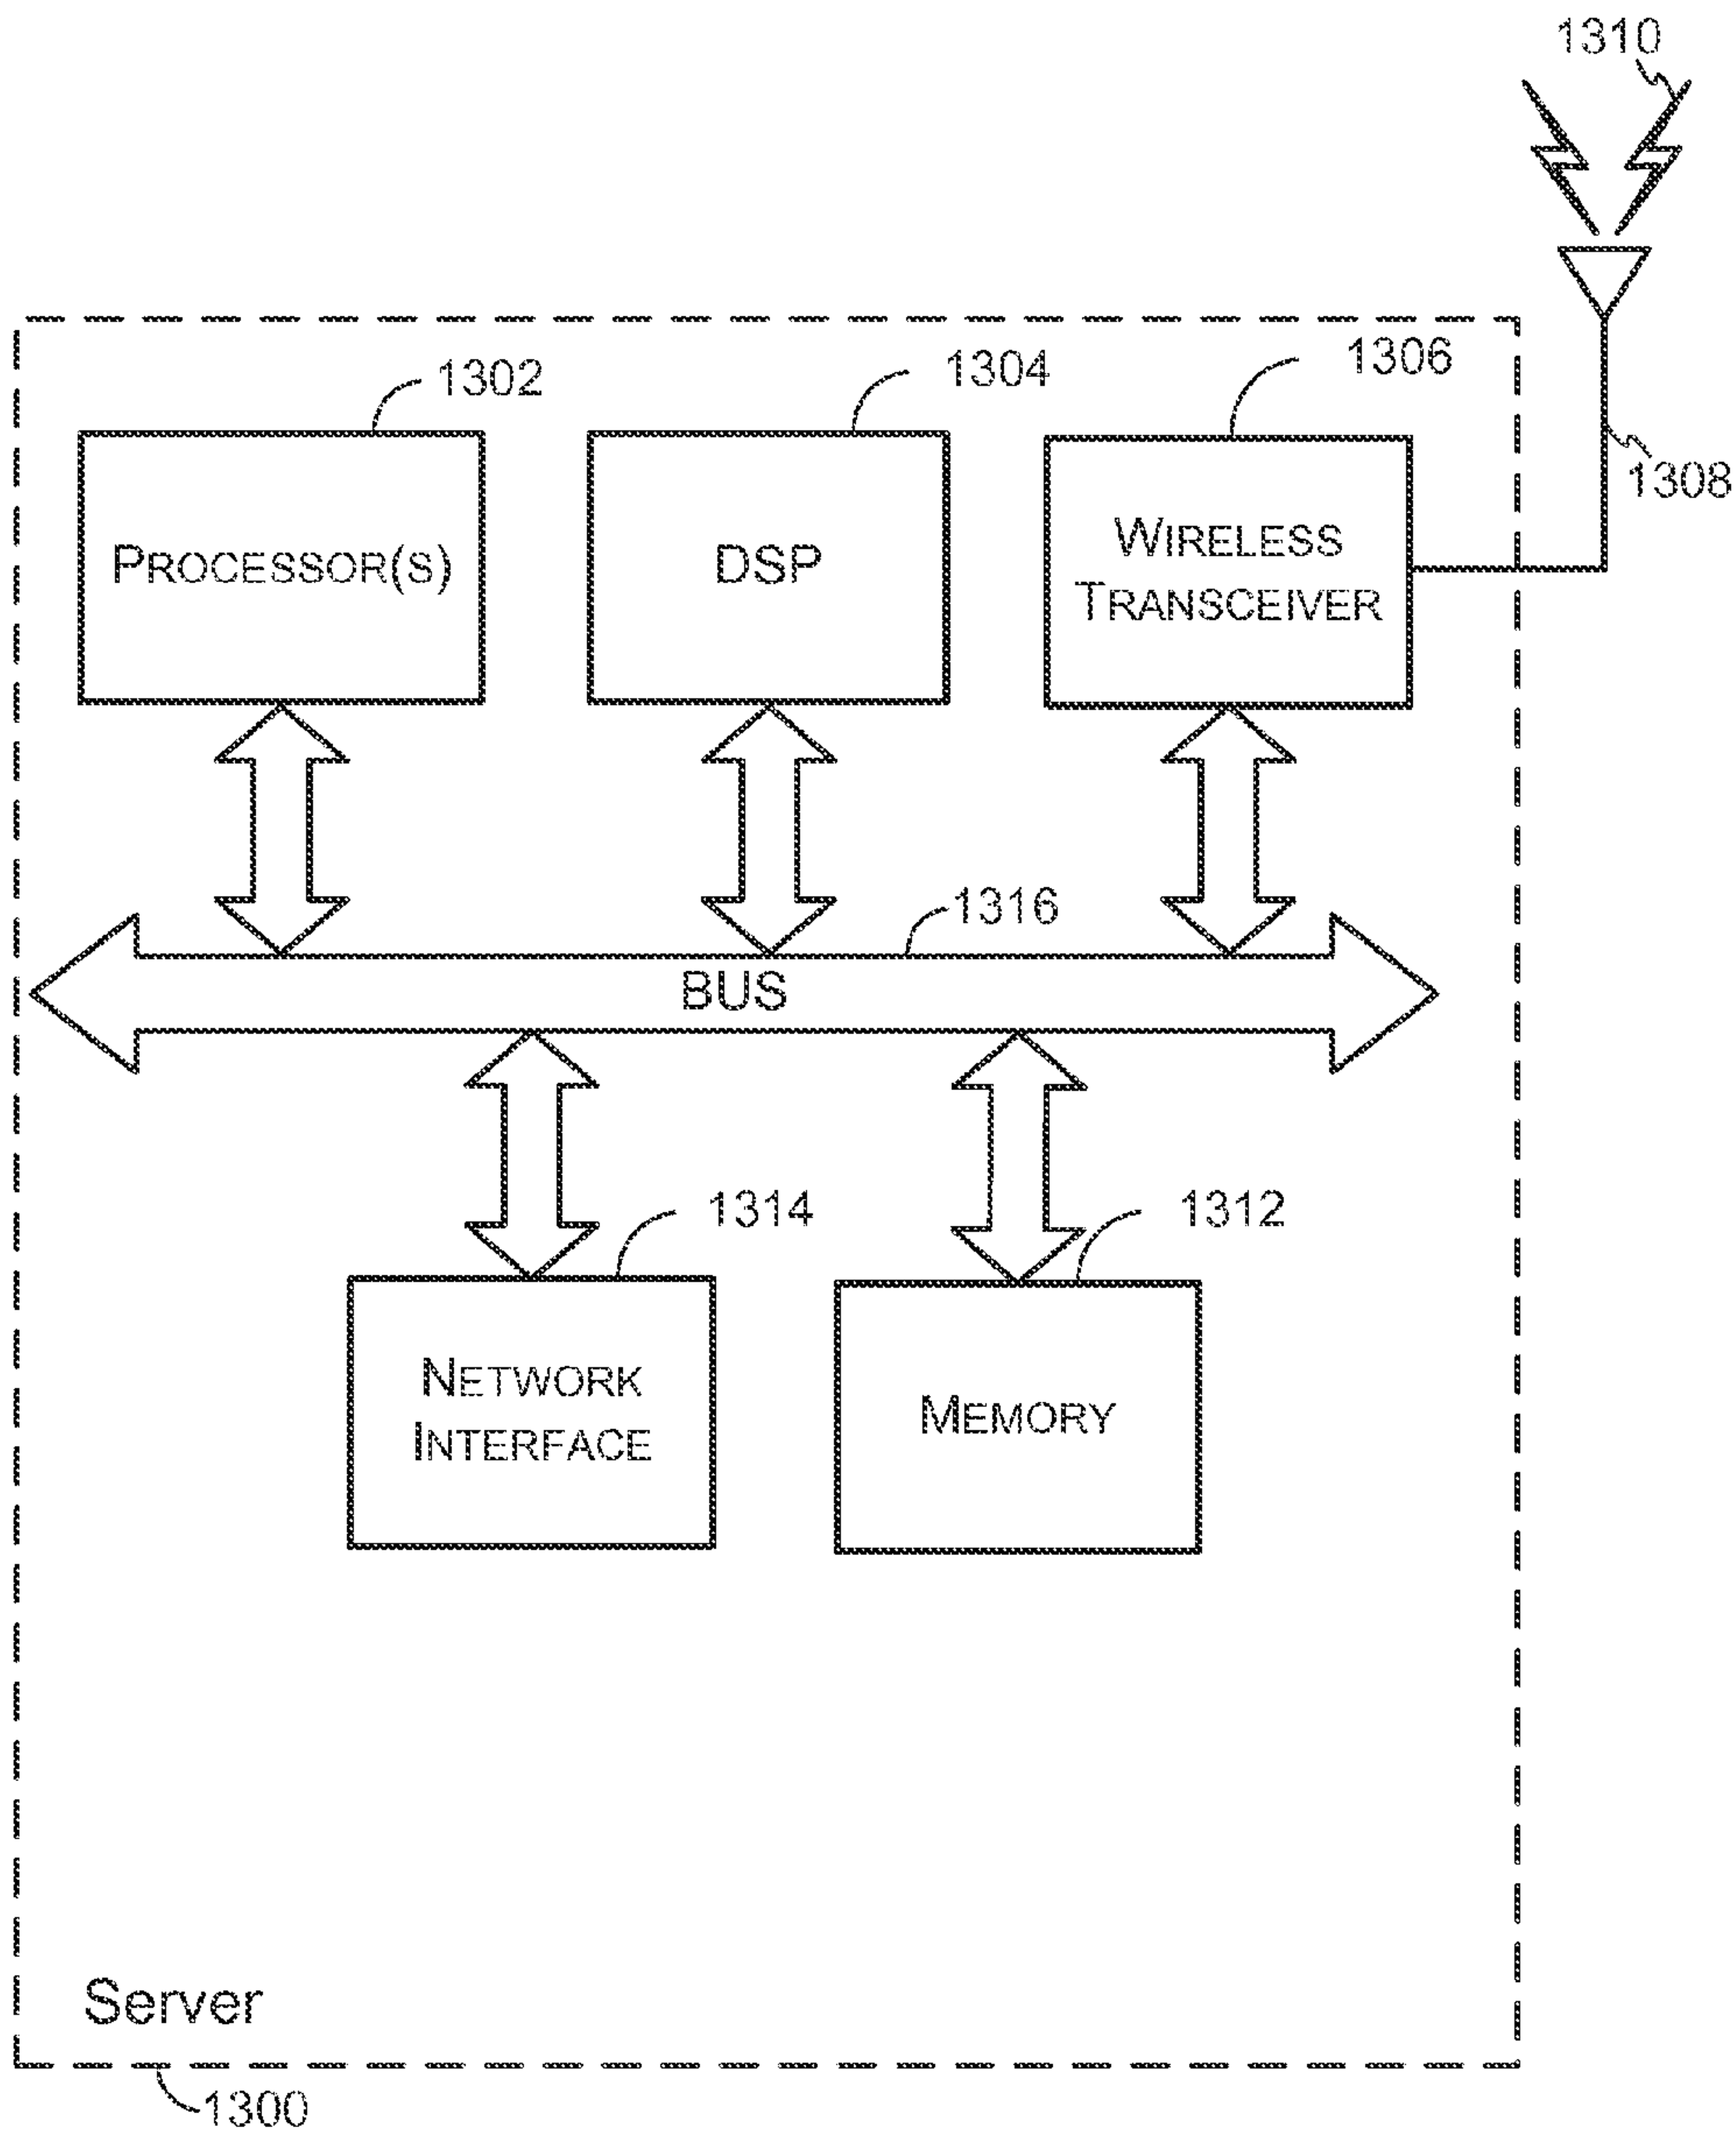 1310
1302
1304
1306
1308
PROCESSOR(S)
DSP
WIRELESS
TRANSCEIVER
1316
BUS
1314
1312
NETWORK
INTERFACE
MEMORY
Server
1300